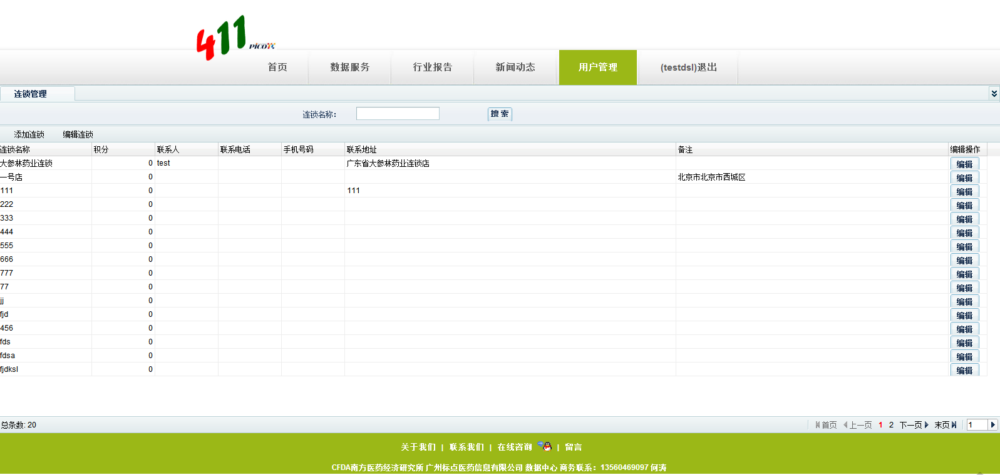 411 PICO
首页 数据服务 行业报告 新闻动态 用户管理 (testdsl)退出
连锁管理
连锁名称: 搜 索
添加连锁 编辑连锁
连锁名称 积分 联系人 联系电话 手机号码 联系地址 备注 编辑操作
大参林药业连锁 0 test 广东省大参林药业连锁店 编辑
一号店 0 北京市北京市西城区 编辑
111 0 111 编辑
222 0 编辑
333 0 编辑
444 0 编辑
555 0 编辑
666 0 编辑
777 0 编辑
77 0 编辑
jj 0 编辑
fjd 0 编辑
456 0 编辑
fds 0 编辑
fdsa 0 编辑
fjdksl 0 编辑
总条数: 20 首页 上一页 1 2 下一页 末页 1
关于我们 | 联系我们 | 在线咨询 | 留言
CFDA南方医药经济研究所 广州标点医药信息有限公司 数据中心 商务联系：13560469097 何涛